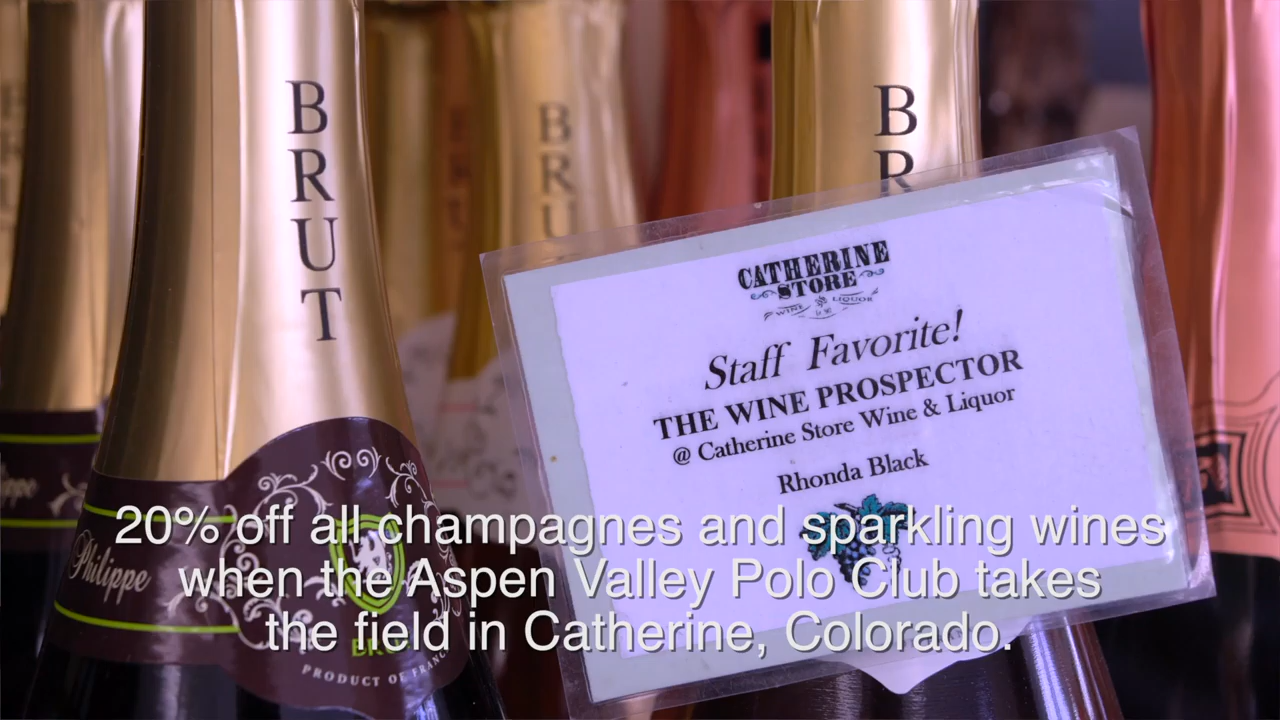 BRUT
BRU
BR
CATHERINE
STORE
WINE LIQUOR
Staff Favorite!
THE WINE PROSPECTOR
@ Catherine Store Wine & Liquor
Rhonda Black
Philippe
20% off all champagnes and sparkling wines
when the Aspen Valley Polo Club takes
the field in Catherine, Colorado.
PRODUCT OF FRANC